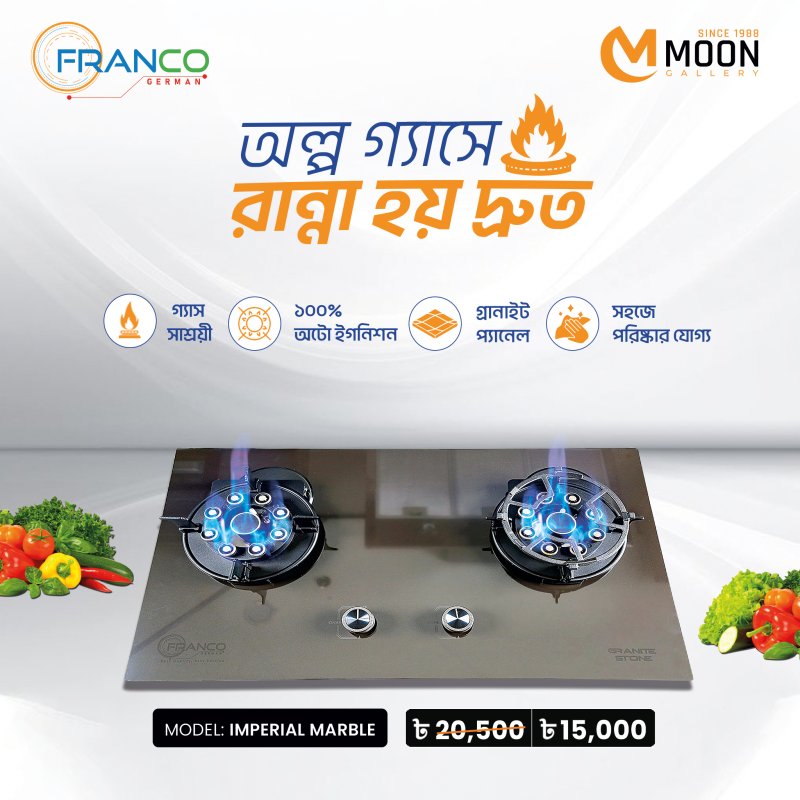 FRANCO
GERMAN
SINCE 1988
MOON
GALLERY
অল্প গ্যাসে
রান্না হয় দ্রুত
গ্যাস
সাশ্রয়ী
১০০%
অটো ইগনিশন
গ্রানাইট
প্যানেল
সহজে
পরিষ্কার যোগ্য
FRANCO
GERMAN
GRANITE
STONE
MODEL: IMPERIAL MARBLE
৳ 20,500
৳ 15,000